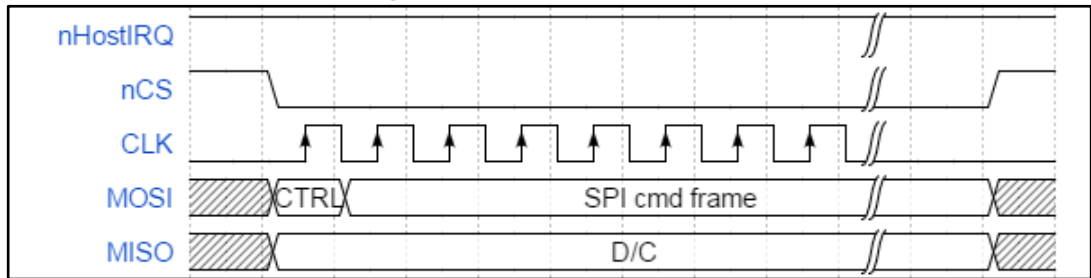 nHostIRQ
nCS
CLK
MOSI CTRL SPI cmd frame
MISO D/C